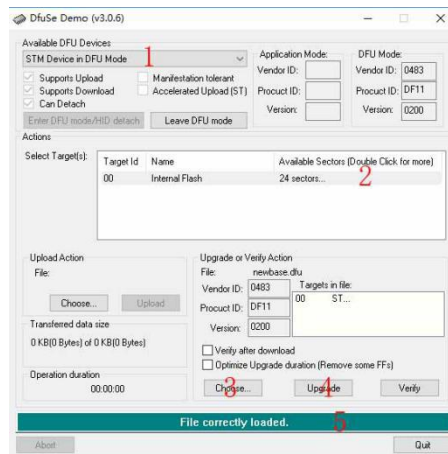 DfuSe Demo (v3.0.6)
Available DFU Devices
STM Device in DFU Mode
1
Supports Upload
Manifestation tolerant
Supports Download
Accelerated Upload (ST)
Can Detach
Enter DFU mode/HID detach
Leave DFU mode
Application Mode:
Vendor ID:
Procuct ID:
Version:
DFU Mode:
Vendor ID: 0483
Procuct ID: DF11
Version: 0200
Actions
Select Target(s):
Target Id Name Available Sectors (Double Click for more)
00 Internal Flash 24 sectors...
2
Upload Action
File:
Choose... Upload
Transferred data size
0 KB(0 Bytes) of 0 KB(0 Bytes)
Operation duration
00:00:00
Upgrade or Verify Action
File: newbase.dfu
Vendor ID: 0483
Procuct ID: DF11
Version: 0200
Targets in file:
00 ST...
Verify after download
Optimize Upgrade duration (Remove some FFs)
Choose... Upgrade Verify
3 4
File correctly loaded.
5
Abort Quit